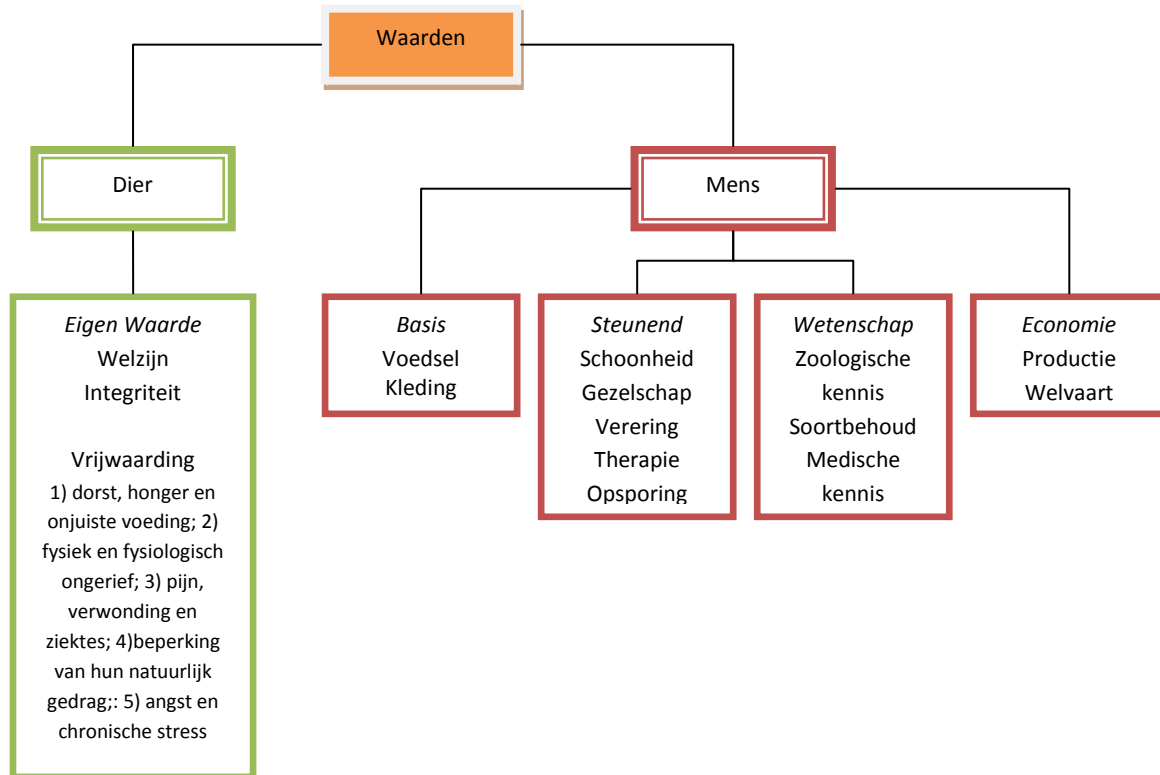 Waarden
Dier
Mens
Eigen Waarde
Welzijn
Integriteit
Vrijwaarding
1) dorst, honger en
onjuiste voeding; 2)
fysiek en fysiologisch
ongerief; 3) pijn,
verwonding en
ziektes; 4)beperking
van hun natuurlijk
gedrag;: 5) angst en
chronische stress
Basis
Voedsel
Kleding
Steunend
Schoonheid
Gezelschap
Verering
Therapie
Opsporing
Wetenschap
Zoologische
kennis
Soortbehoud
Medische
kennis
Economie
Productie
Welvaart